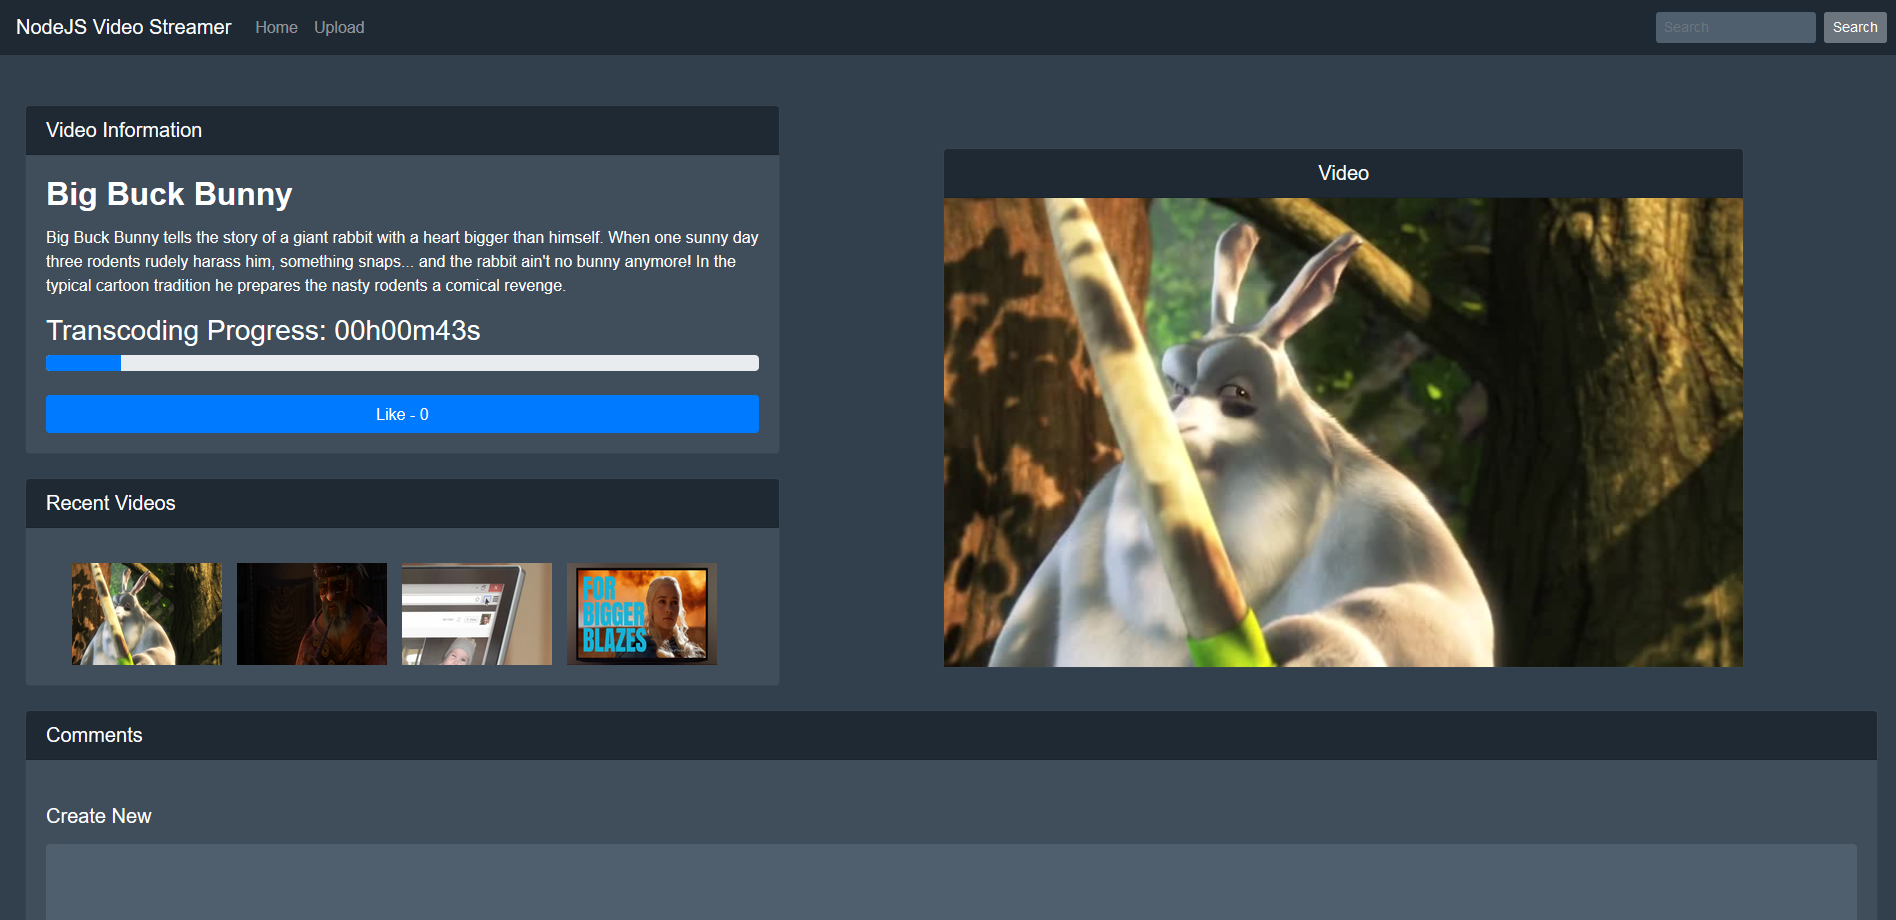 NodeJS Video Streamer Home Upload Search Search
Video Information
Big Buck Bunny
Big Buck Bunny tells the story of a giant rabbit with a heart bigger than himself. When one sunny day
three rodents rudely harass him, something snaps... and the rabbit ain't no bunny anymore! In the
typical cartoon tradition he prepares the nasty rodents a comical revenge.
Transcoding Progress: 00h00m43s
Like - 0
Video
Recent Videos
FOR
BIGGER
BLAZES
Comments
Create New